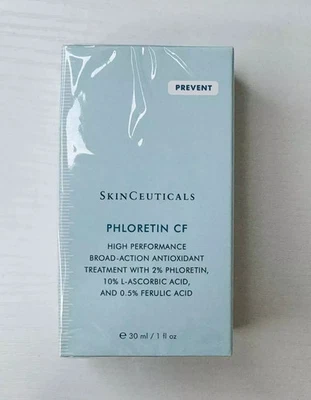 PREVENT
SKINCEUTICALS
PHLORETIN CF
HIGH PERFORMANCE
BROAD-ACTION ANTIOXIDANT
TREATMENT WITH 2% PHLORETIN,
10% L-ASCORBIC ACID,
AND 0.5% FERULIC ACID
℮ 30 ml / 1 fl oz